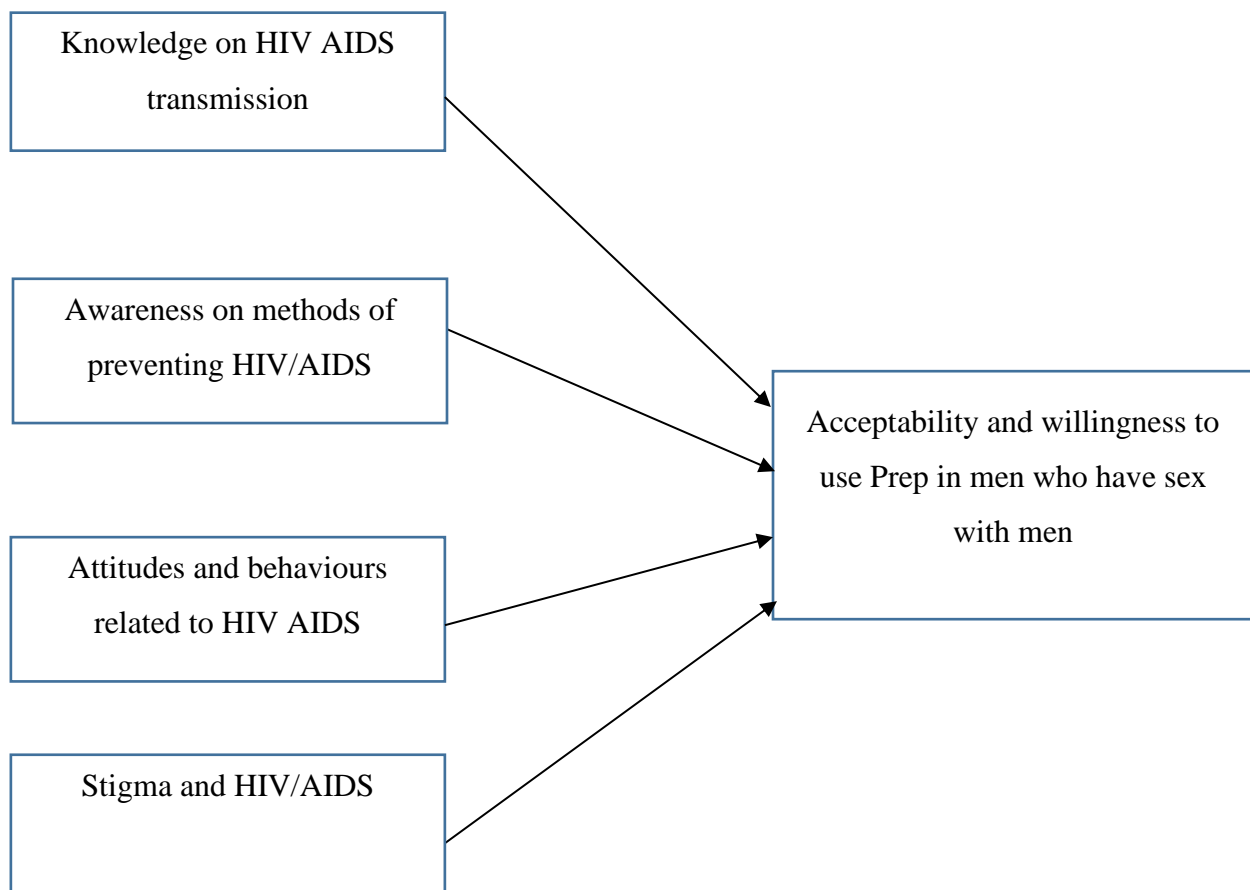 Knowledge on HIV AIDS
transmission
Awareness on methods of
preventing HIV/AIDS
Attitudes and behaviours
related to HIV AIDS
Stigma and HIV/AIDS
Acceptability and willingness to
use Prep in men who have sex
with men